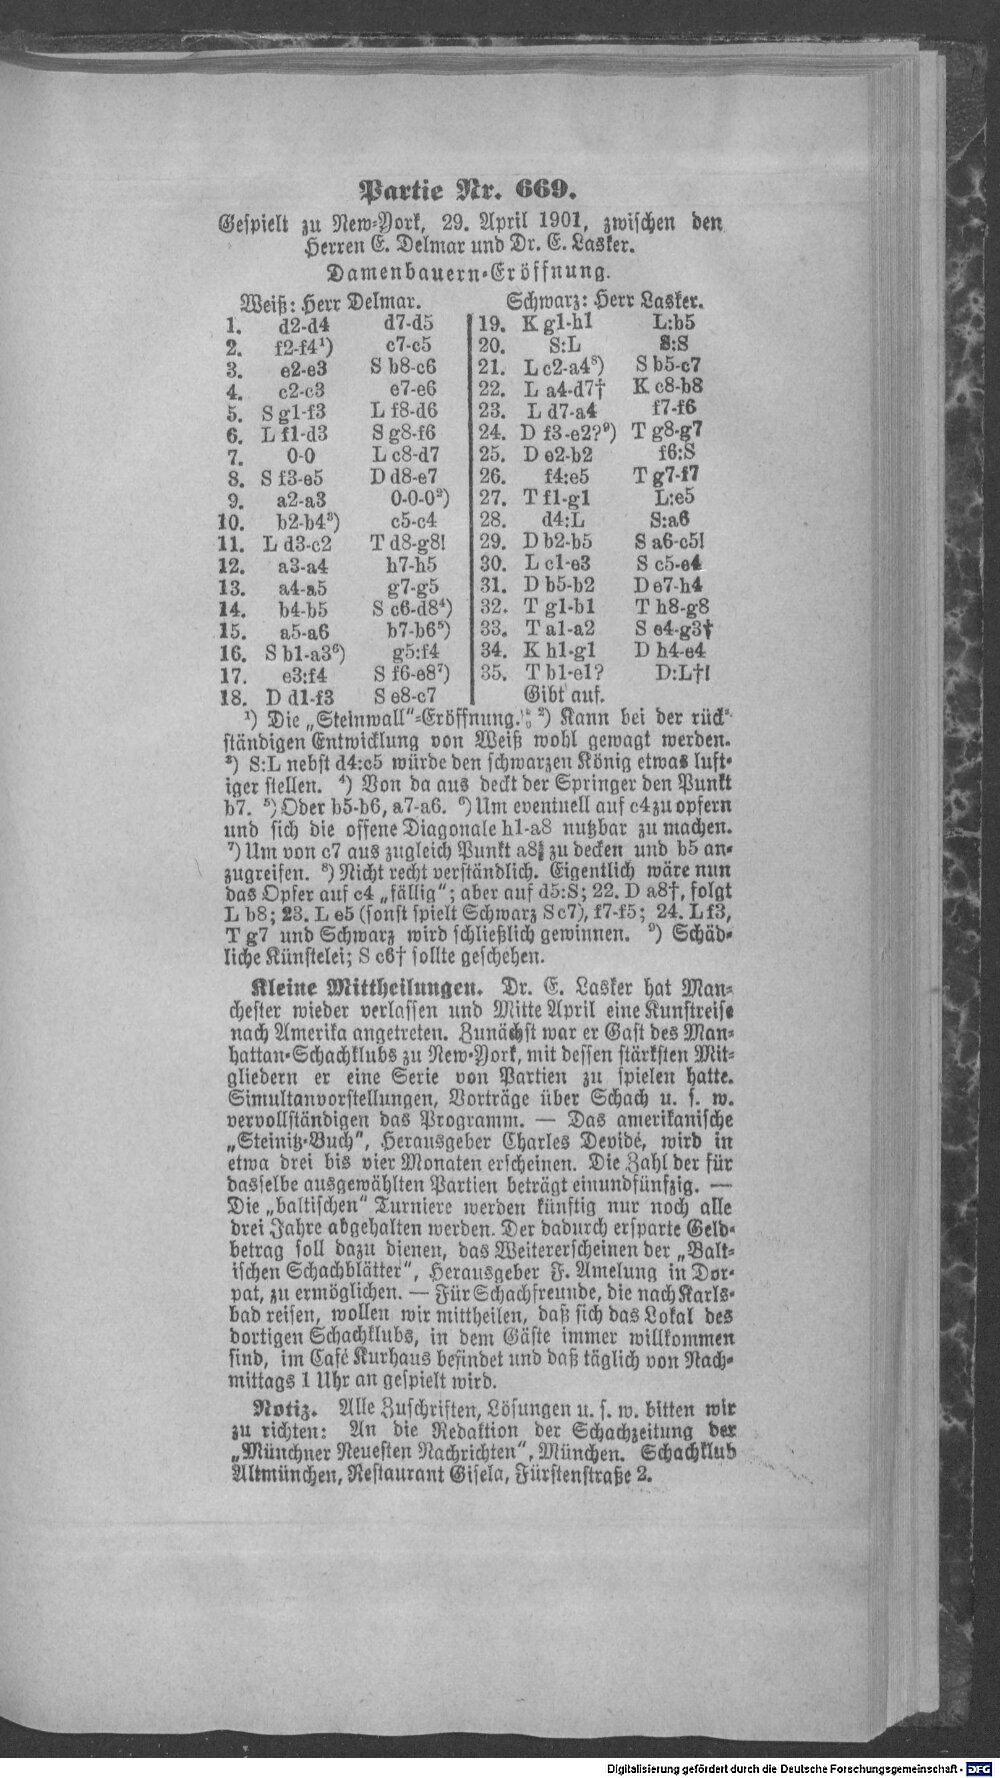 Partie Nr. 669.
Gespielt zu New-York, 29. April 1901, zwischen den
Herren E. Delmar und Dr. E. Lasker.
Damenbauern-Eröffnung.
Weiß: Herr Delmar. Schwarz: Herr Lasker.
1. d2-d4 d7-d5
2. f2-f4¹) c7-c5
3. e2-e3 S b8-c6
4. c2-c3 e7-e6
5. S g1-f3 L f8-d6
6. L f1-d3 S g8-f6
7. 0-0 L c8-d7
8. S f3-e5 D d8-e7
9. a2-a3 0-0-0²)
10. b2-b4³) c5-c4
11. L d3-c2 T d8-g8!
12. a3-a4 h7-h5
13. a4-a5 g7-g5
14. b4-b5 S c6-d8⁴)
15. a5-a6 b7-b6⁵)
16. S b1-a3⁶) g5:f4
17. e3:f4 S f6-e8⁷)
18. D d1-f3 S e8-c7
19. K g1-h1 L:b5
20. S:L S:S
21. L c2-a4⁸) S b5-c7
22. L a4-d7† K c8-b8
23. L d7-a4 f7-f6
24. D f3-e2?⁹) T g8-g7
25. D e2-b2 f6:S
26. f4:e5 T g7-f7
27. T f1-g1 L:e5
28. d4:L S:a6
29. D b2-b5 S a6-c5!
30. L c1-e3 S c5-e4
31. D b5-b2 D e7-h4
32. T g1-b1 T h8-g8
33. T a1-a2 S e4-g3†
34. K h1-g1 D h4-e4
35. T b1-e1? D:L†!
Gibt auf.
¹) Die „Steinwall"-Eröffnung. ²) Kann bei der rück-
ständigen Entwicklung von Weiß wohl gewagt werden.
³) S:L nebst d4:c5 würde den schwarzen König etwas luft-
iger stellen. ⁴) Von da aus deckt der Springer den Punkt
b7. ⁵) Oder b5-b6, a7-a6. ⁶) Um eventuell auf c4 zu opfern
und sich die offene Diagonale h1-a8 nutzbar zu machen.
⁷) Um von c7 aus zugleich Punkt a8 zu decken und b5 an-
zugreifen. ⁸) Nicht recht verständlich. Eigentlich wäre nun
das Opfer auf c4 „fällig"; aber auf d5:S; 22. D a8†, folgt
L b8; 23. L e5 (sonst spielt Schwarz S c7), f7-f5; 24. L f3,
T g7 und Schwarz wird schließlich gewinnen. ⁹) Schäd-
liche Künstelei; S c6† sollte geschehen.
Kleine Mittheilungen. Dr. E. Lasker hat Man-
chester wieder verlassen und Mitte April eine Kunstreise
nach Amerika angetreten. Zunächst war er Gast des Man-
hattan-Schachklubs zu New-York, mit dessen stärksten Mit-
gliedern er eine Serie von Partien zu spielen hatte.
Simultanvorstellungen, Vorträge über Schach u. s. w.
vervollständigen das Programm. — Das amerikanische
„Steinitz-Buch", Herausgeber Charles Devidé, wird in
etwa drei bis vier Monaten erscheinen. Die Zahl der für
dasselbe ausgewählten Partien beträgt einundfünfzig. —
Die „baltischen" Turniere werden künftig nur noch alle
drei Jahre abgehalten werden. Der dadurch ersparte Geld-
betrag soll dazu dienen, das Weitererscheinen der „Balt-
ischen Schachblätter", Herausgeber F. Amelung in Dor-
pat, zu ermöglichen. — Für Schachfreunde, die nach Karls-
bad reisen, wollen wir mittheilen, daß sich das Lokal des
dortigen Schachklubs, in dem Gäste immer willkommen
sind, im Café Kurhaus befindet und daß täglich von Nach-
mittags 1 Uhr an gespielt wird.
Notiz. Alle Zuschriften, Lösungen u. s. w. bitten wir
zu richten: An die Redaktion der Schachzeitung der
„Münchner Neuesten Nachrichten", München. Schachklub
Altmünchen, Restaurant Gisela, Fürstenstraße 2.
Digitalisierung gefördert durch die Deutsche Forschungsgemeinschaft - DFG